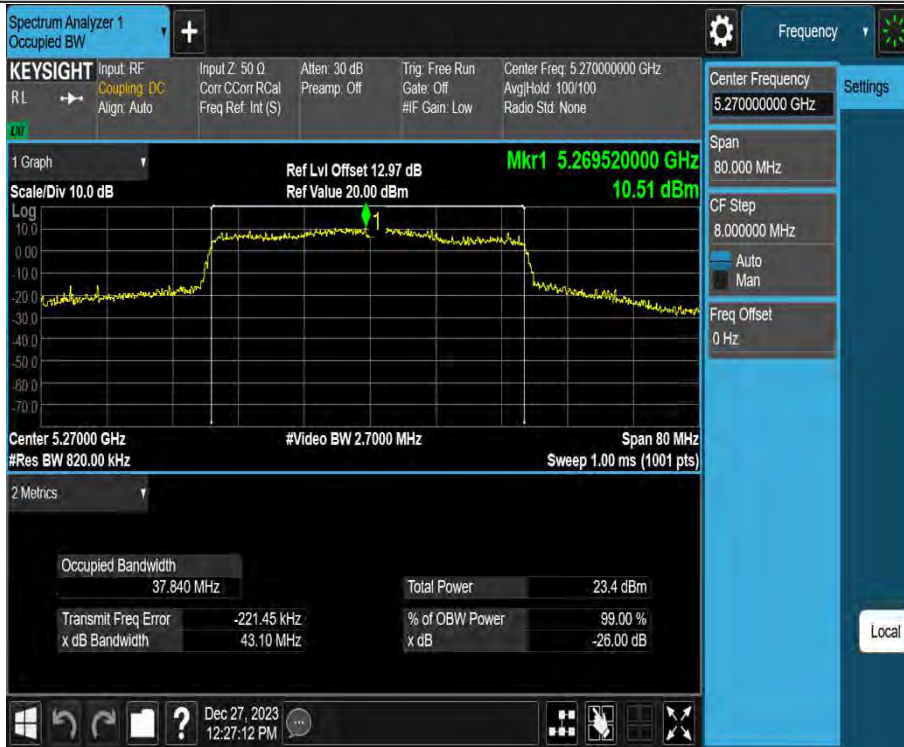 Spectrum Analyzer 1
Occupied BW
+
Frequency
KEYSIGHT
R L
Input: RF
Coupling: DC
Align: Auto
Input Z: 50 Ω
Corr CCorr RCal
Freq Ref: Int (S)
Atten: 30 dB
Preamp: Off
Trig: Free Run
Gate: Off
#IF Gain: Low
Center Freq: 5.270000000 GHz
Avg|Hold: 100/100
Radio Std: None
1 Graph
Scale/Div 10.0 dB
Ref Lvl Offset 12.97 dB
Ref Value 20.00 dBm
Mkr1 5.269520000 GHz
10.51 dBm
Log
10.0
0.00
-10.0
-20.0
-30.0
-40.0
-50.0
-60.0
-70.0
1
Center 5.27000 GHz
#Res BW 820.00 kHz
#Video BW 2.7000 MHz
Span 80 MHz
Sweep 1.00 ms (1001 pts)
2 Metrics
Occupied Bandwidth
37.840 MHz
Total Power 23.4 dBm
Transmit Freq Error -221.45 kHz
% of OBW Power 99.00 %
x dB Bandwidth 43.10 MHz
x dB -26.00 dB
Center Frequency
5.270000000 GHz
Settings
Span
80.000 MHz
CF Step
8.000000 MHz
Auto
Man
Freq Offset
0 Hz
Local
?
Dec 27, 2023
12:27:12 PM